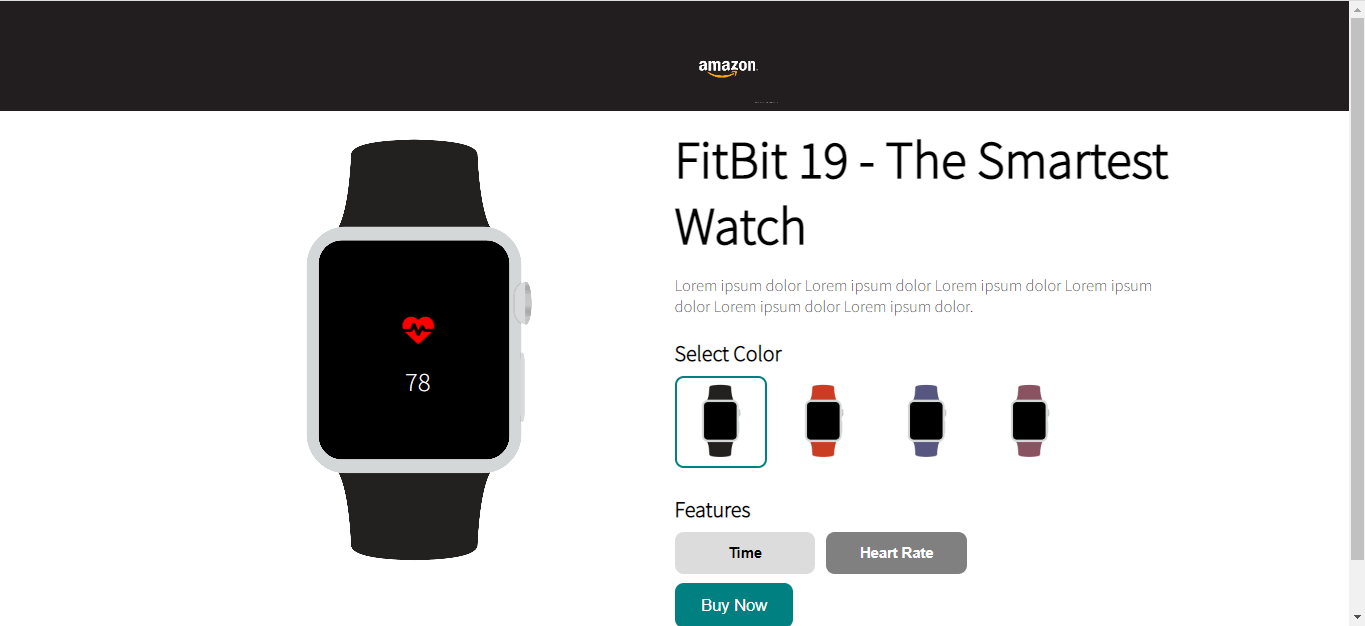 amazon
FitBit 19 - The Smartest
Watch
Lorem ipsum dolor Lorem ipsum dolor Lorem ipsum dolor Lorem ipsum
dolor Lorem ipsum dolor Lorem ipsum dolor.
78
Select Color
Features
Time
Heart Rate
Buy Now